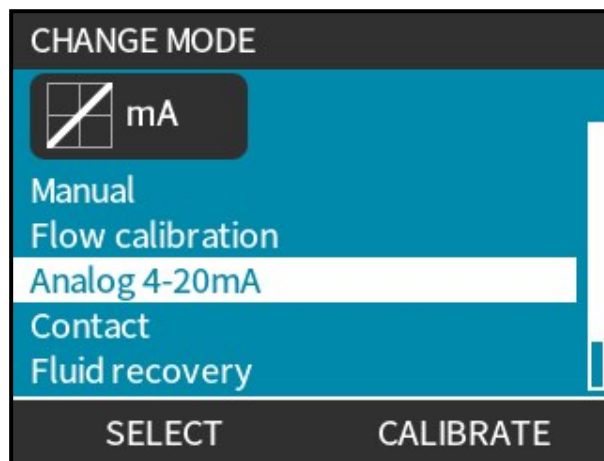 CHANGE MODE
mA
Manual
Flow calibration
Analog 4-20mA
Contact
Fluid recovery
SELECT CALIBRATE